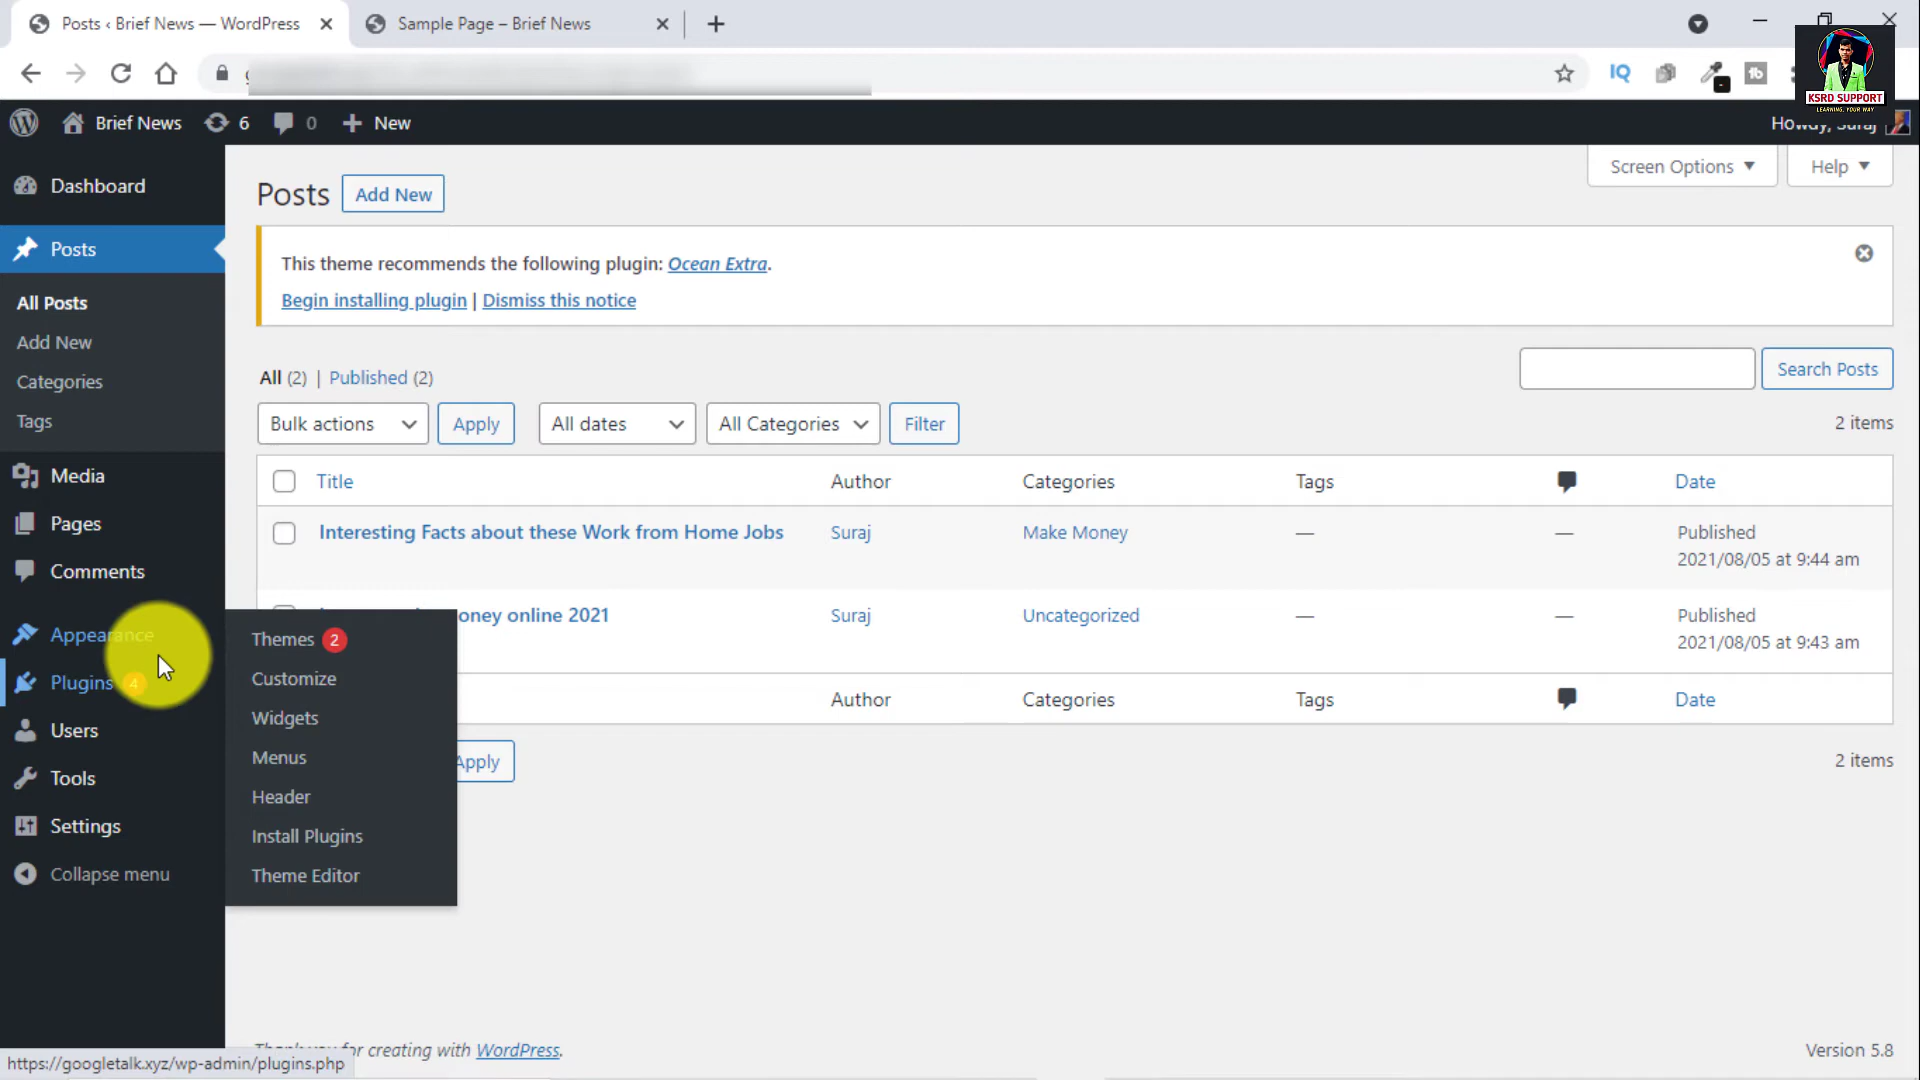 Posts ‹ Brief News — WordPress
Sample Page – Brief News
IQ
tb
KSRD SUPPORT
LEARNING, YOUR WAY
Brief News
6
0
New
Howdy, Suraj
Screen Options
Help
Dashboard
Posts
All Posts
Add New
Categories
Tags
Media
Pages
Comments
Appearance
Plugins 4
Users
Tools
Settings
Collapse menu
Themes 2
Customize
Widgets
Menus
Header
Install Plugins
Theme Editor
Posts
Add New
This theme recommends the following plugin: Ocean Extra.
Begin installing plugin | Dismiss this notice
All (2) | Published (2)
Search Posts
Bulk actions
Apply
All dates
All Categories
Filter
2 items
Title
Author
Categories
Tags
Date
Interesting Facts about these Work from Home Jobs
Suraj
Make Money
—
—
Published
2021/08/05 at 9:44 am
oney online 2021
Suraj
Uncategorized
—
—
Published
2021/08/05 at 9:43 am
Author
Categories
Tags
Date
Apply
2 items
Thank you for creating with WordPress.
Version 5.8
https://googletalk.xyz/wp-admin/plugins.php